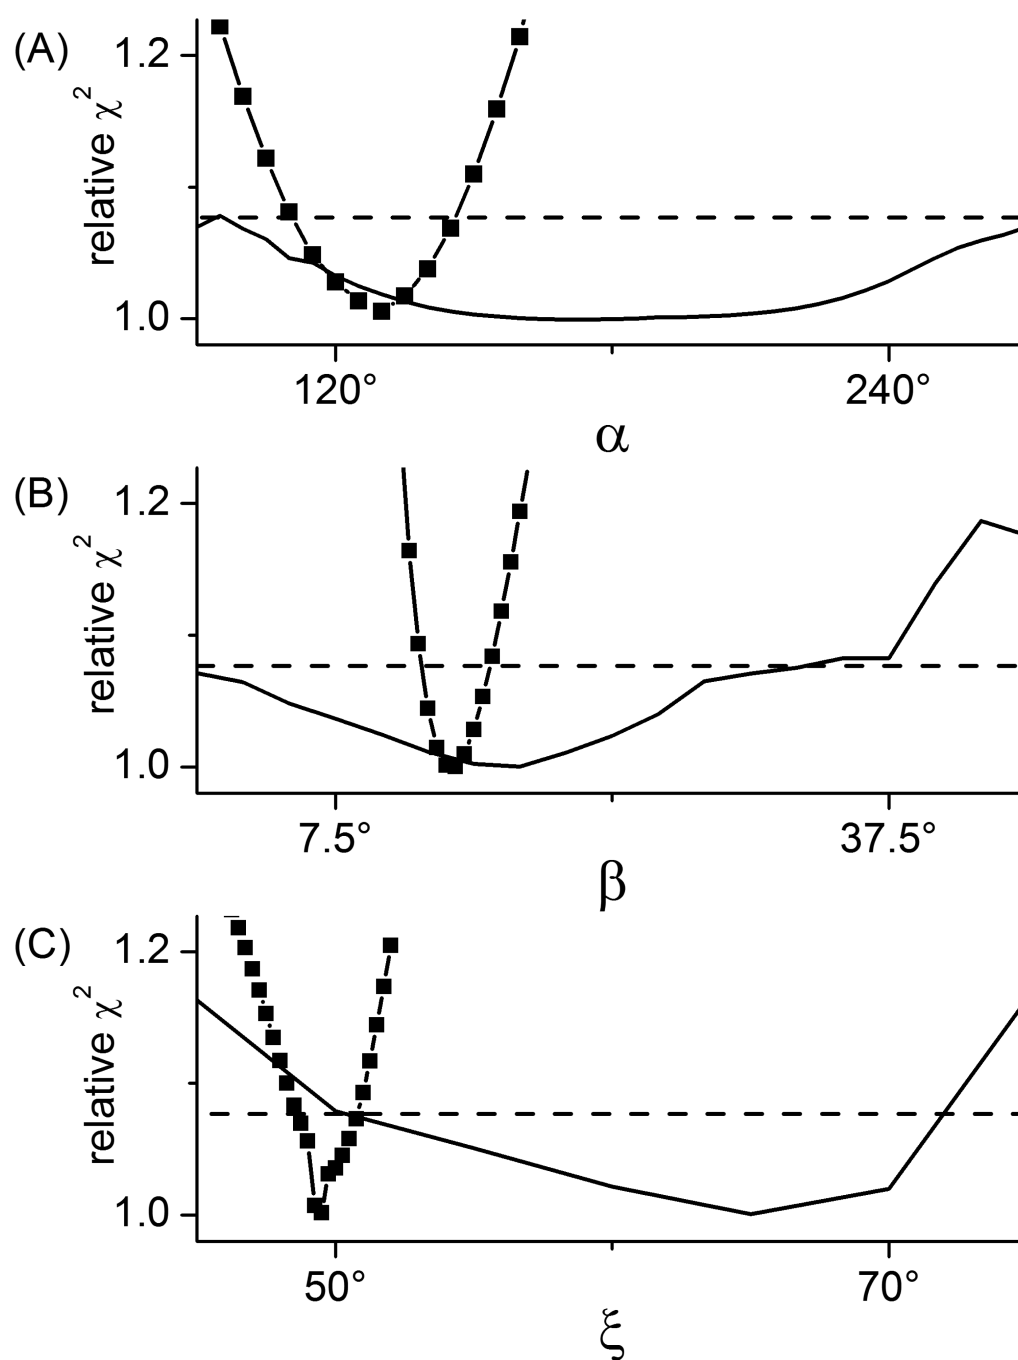 (A)
relative χ²
1.2
1.0
120°
240°
α
(B)
relative χ²
1.2
1.0
7.5°
37.5°
β
(C)
relative χ²
1.2
1.0
50°
70°
ξ